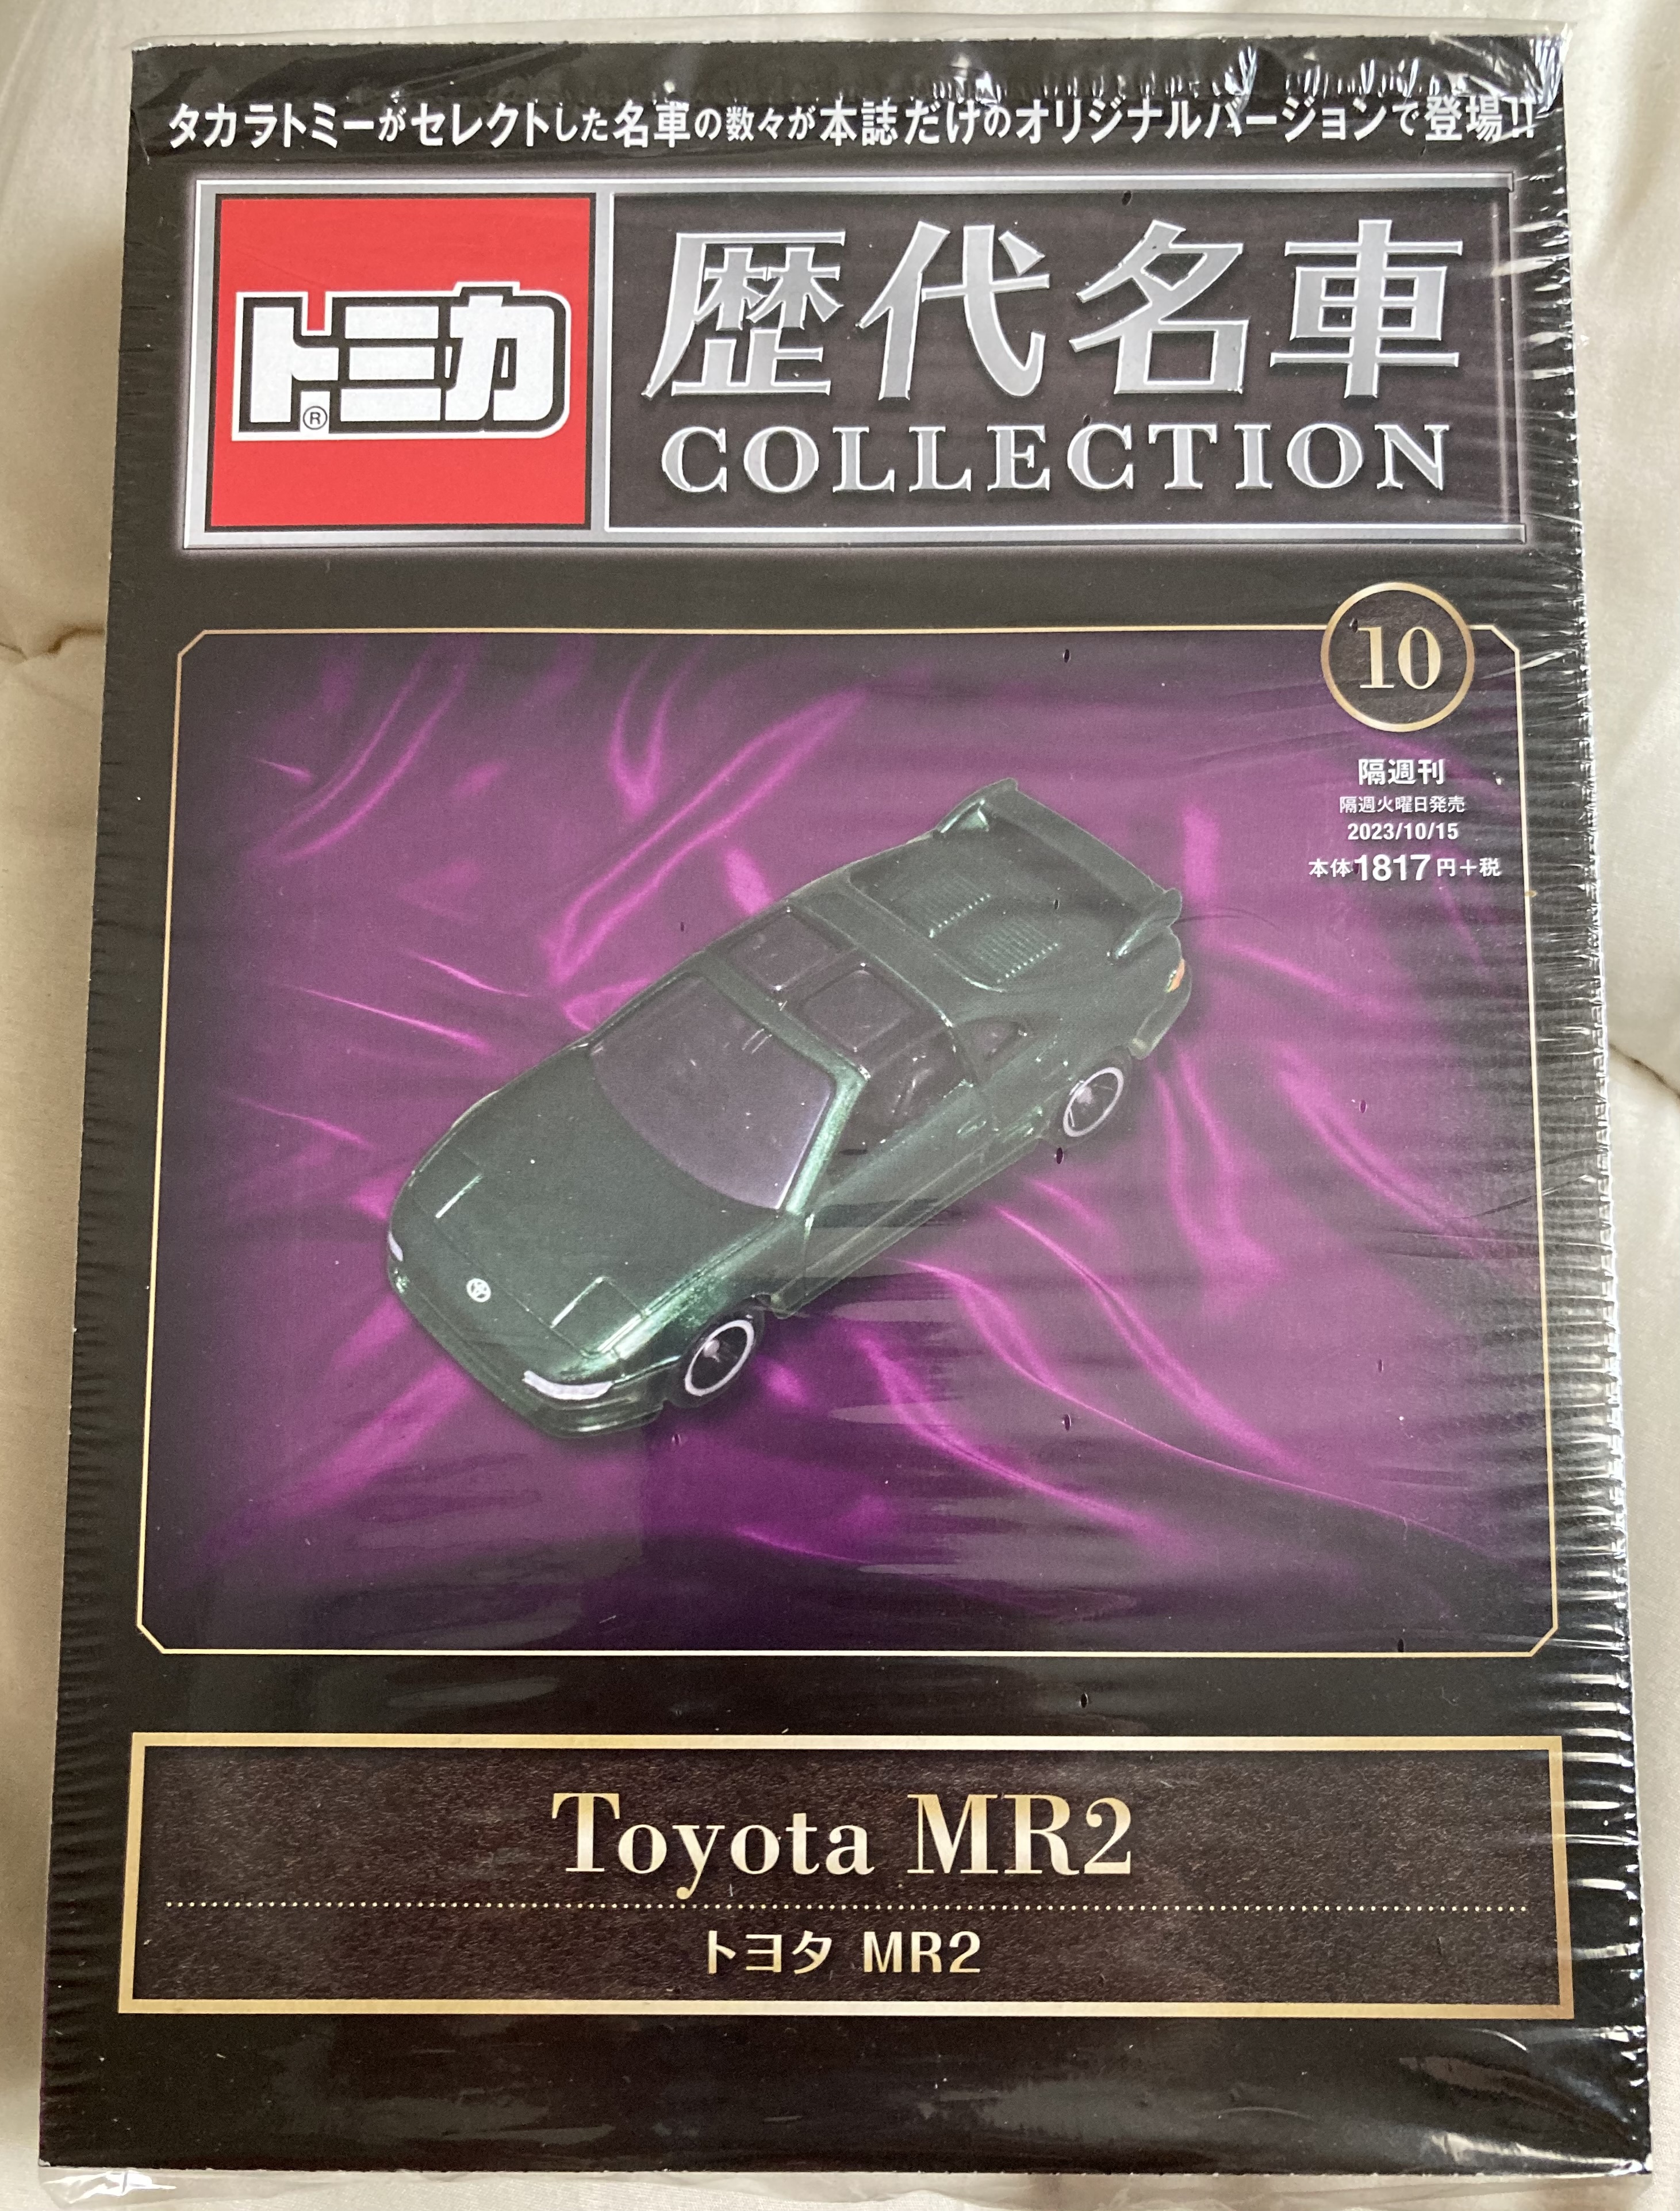 タカラトミーがセレクトした名車の数々が本誌だけのオリジナルバージョンで登場!!
トミカ®
歴代名車
COLLECTION
10
隔週刊
隔週火曜日発売
2023/10/15
本体1817円+税
Toyota MR2
トヨタ MR2